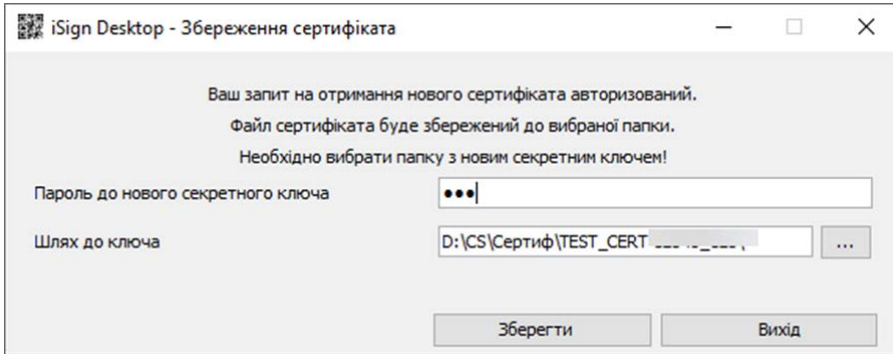 iSign Desktop - Збереження сертифіката
Ваш запит на отримання нового сертифіката авторизований.
Файл сертифіката буде збережений до вибраної папки.
Необхідно вибрати папку з новим секретним ключем!
Пароль до нового секретного ключа
•••
Шлях до ключа
D:\CS\Сертиф\TEST_CERT
...
Зберегти
Вихід